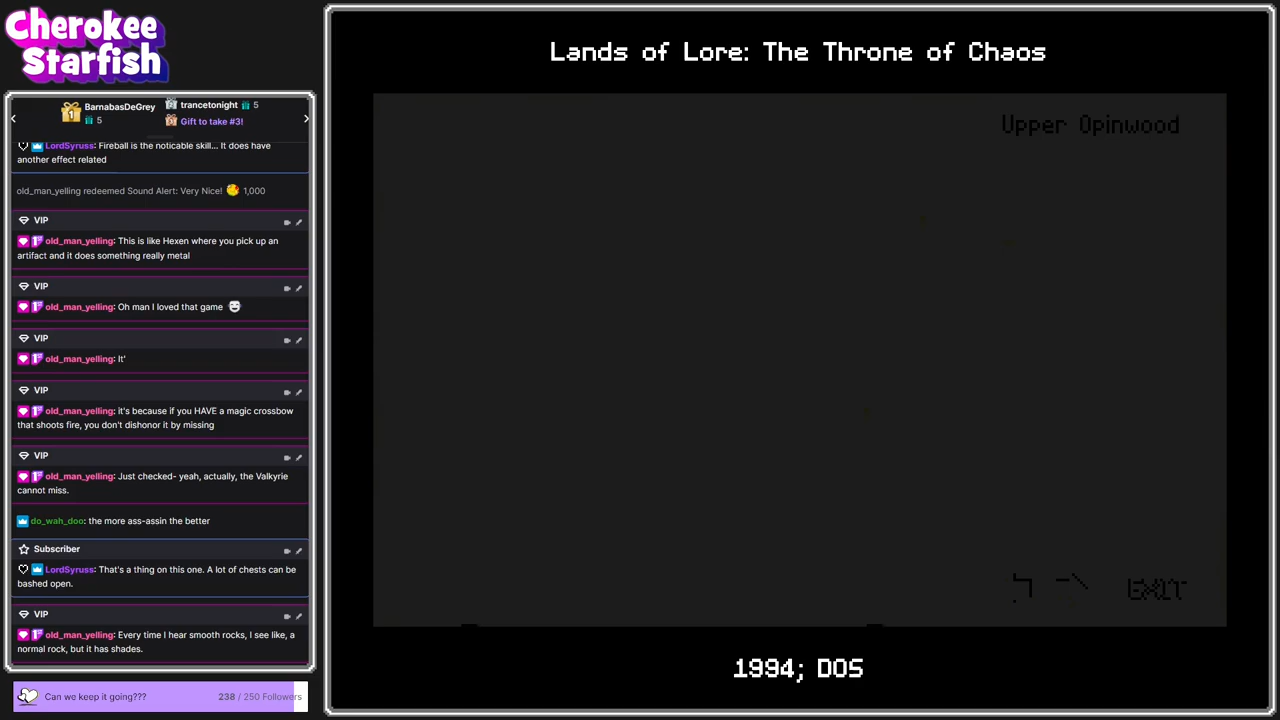 Cherokee
Starfish
BarnabasDeGrey
5
trancetonight 5
Gift to take #3!
LordSyruss: Fireball is the noticable skill... It does have
another effect related
old_man_yelling redeemed Sound Alert: Very Nice! 1,000
VIP
old_man_yelling: This is like Hexen where you pick up an
artifact and it does something really metal
VIP
old_man_yelling: Oh man I loved that game
VIP
old_man_yelling: It'
VIP
old_man_yelling: it's because if you HAVE a magic crossbow
that shoots fire, you don't dishonor it by missing
VIP
old_man_yelling: Just checked- yeah, actually, the Valkyrie
cannot miss.
do_wah_doo: the more ass-assin the better
Subscriber
LordSyruss: That's a thing on this one. A lot of chests can be
bashed open.
VIP
old_man_yelling: Every time I hear smooth rocks, I see like, a
normal rock, but it has shades.
Can we keep it going??? 238 / 250 Followers
Lands of Lore: The Throne of Chaos
Upper Opinwood
EXIT
1994; DOS